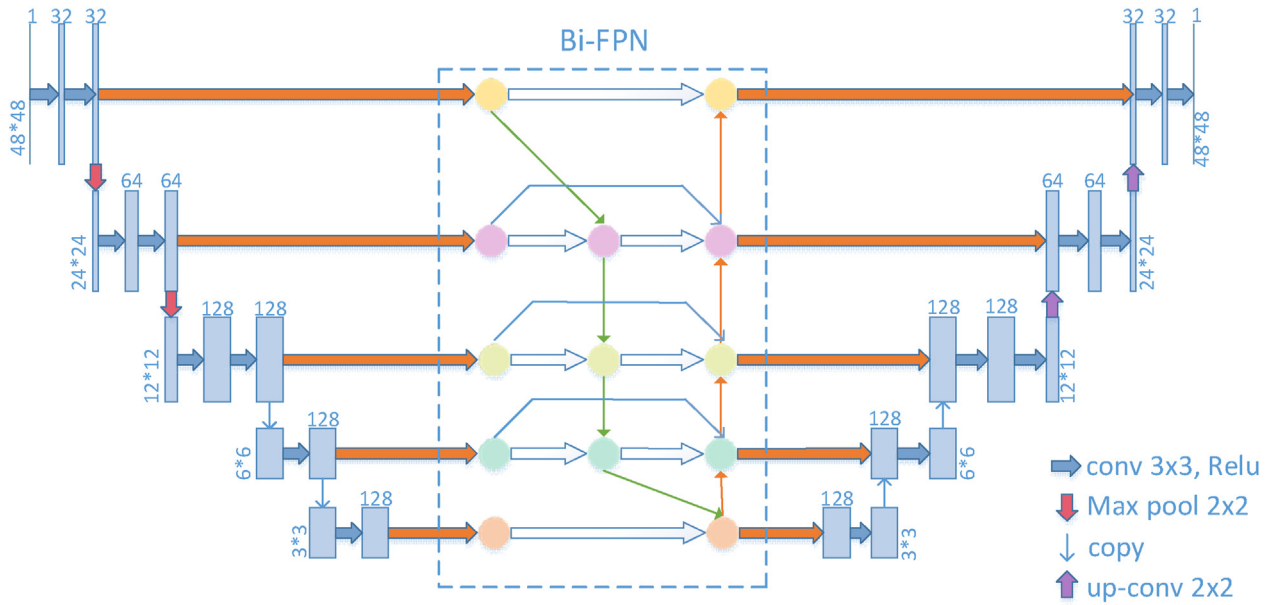 1 32 32
32 32 1
Bi-FPN
48*48
48*48
64 64
64 64
24*24
24*24
128 128
128 128
12*12
12*12
128
128
6*6
6*6
128
128
3*3
3*3
conv 3x3, Relu
Max pool 2x2
copy
up-conv 2x2